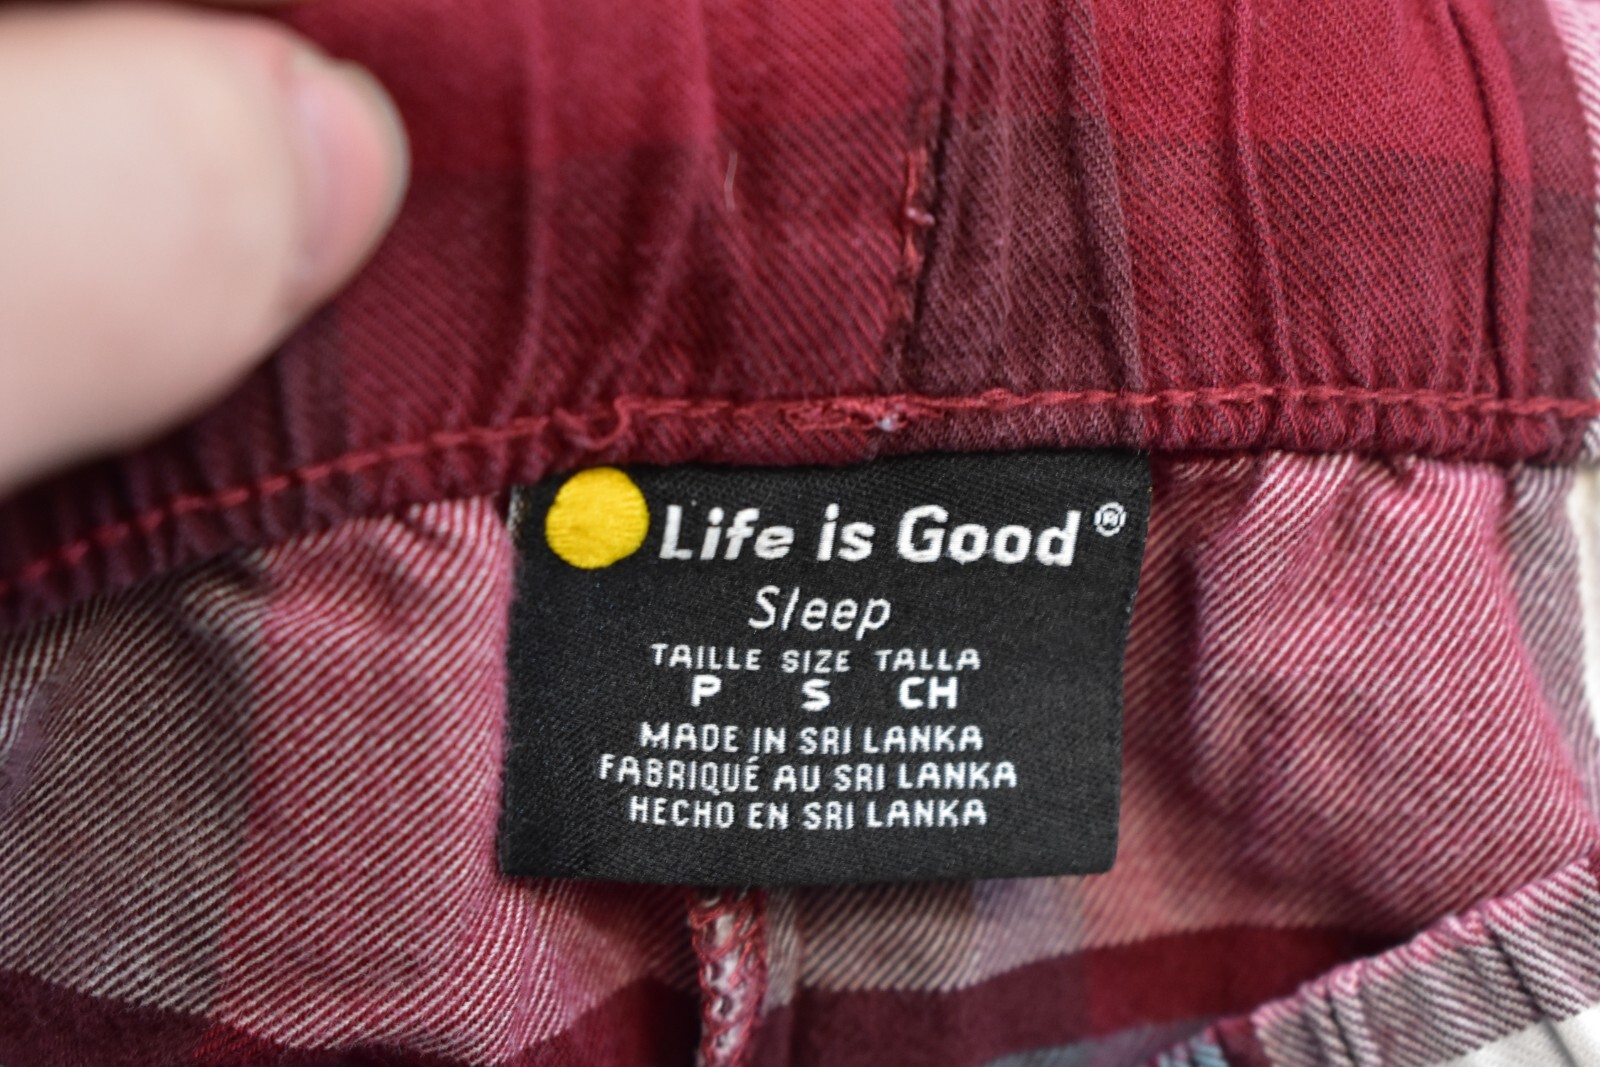 Life is Good ®
Sleep
TAILLE SIZE TALLA
P S CH
MADE IN SRI LANKA
FABRIQUÉ AU SRI LANKA
HECHO EN SRI LANKA